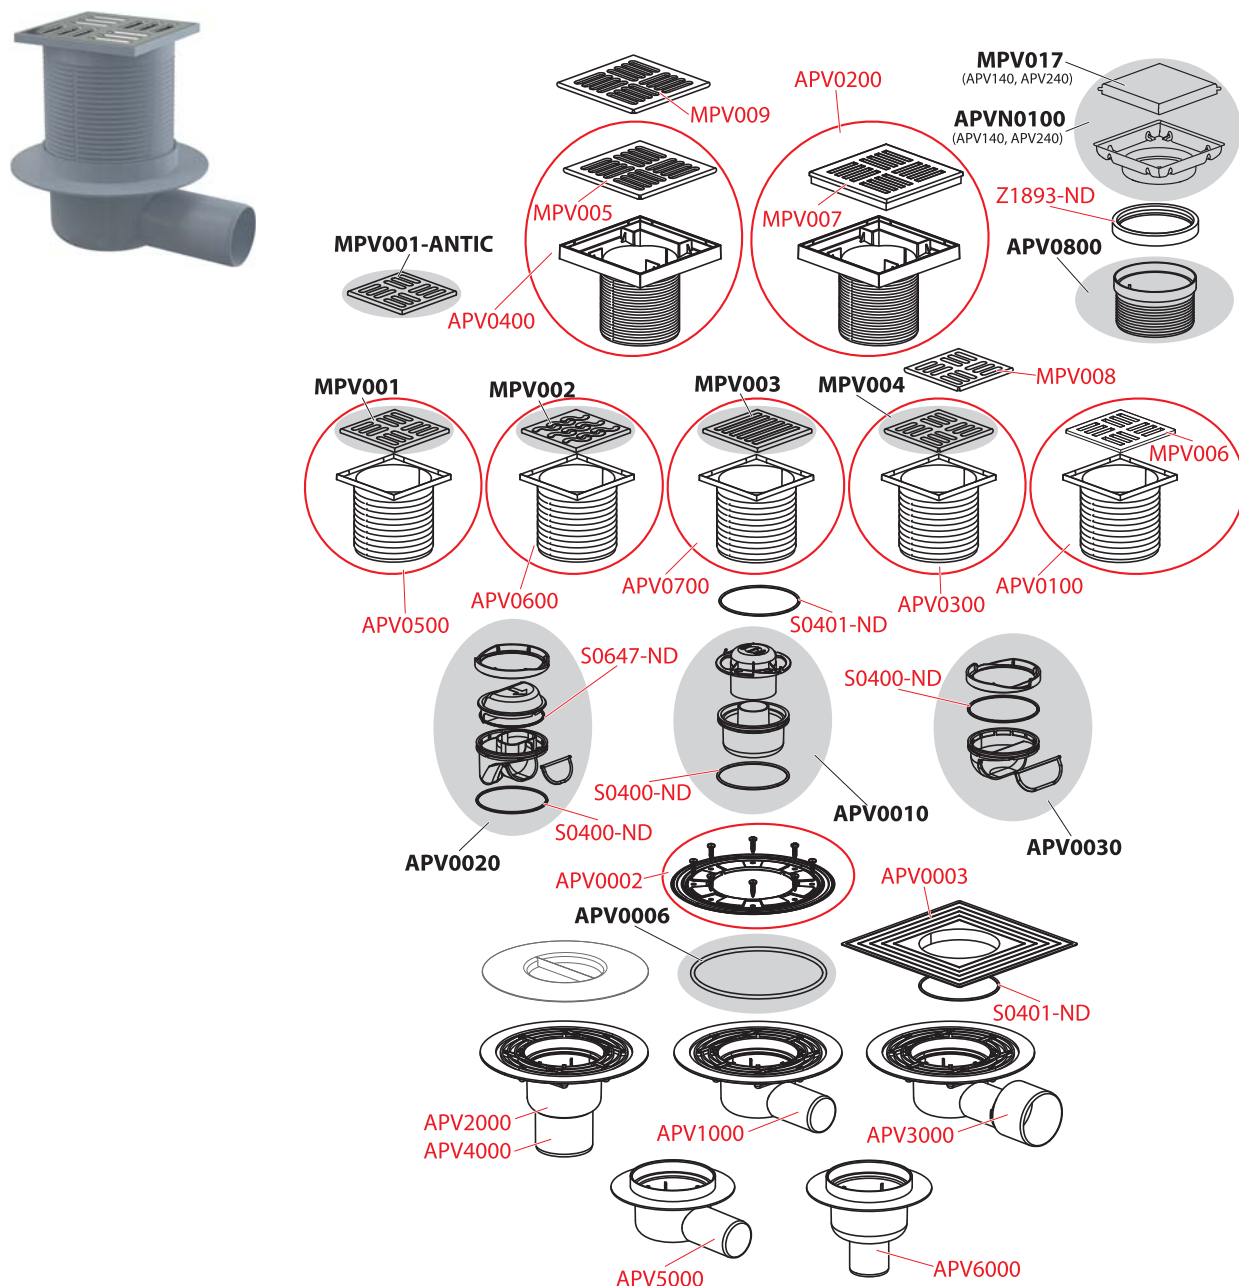 MPV017
(APV140, APV240)
APV0200
MPV009
APVN0100
(APV140, APV240)
Z1893-ND
MPV005
MPV007
MPV001-ANTIC
APV0800
APV0400
MPV008
MPV001
MPV002
MPV003
MPV004
MPV006
APV0500
APV0600
APV0700
APV0300
APV0100
S0401-ND
S0647-ND
S0400-ND
S0400-ND
S0400-ND
APV0010
APV0020
APV0030
APV0002
APV0003
APV0006
S0401-ND
APV2000
APV4000
APV1000
APV3000
APV5000
APV6000